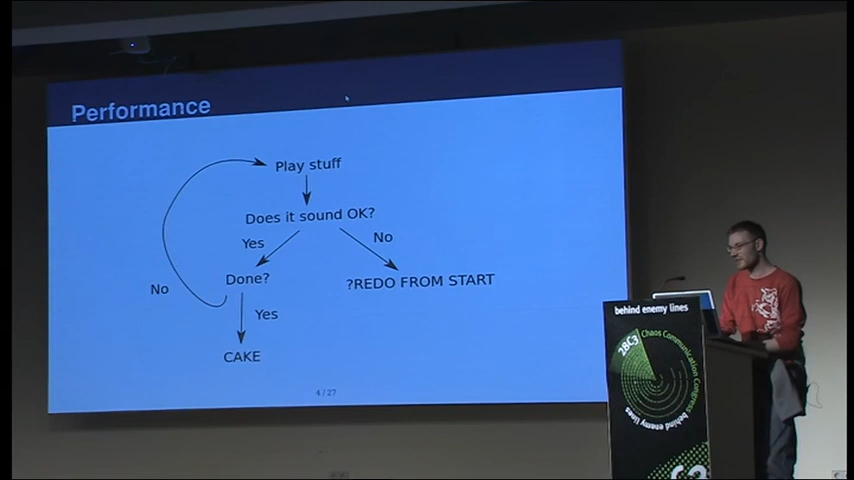 Performance
Play stuff
Does it sound OK?
Yes
No
Done?
?REDO FROM START
No
Yes
CAKE
4 / 27
behind enemy lines
28C3
Chaos Communication Congress
behind enemy lines